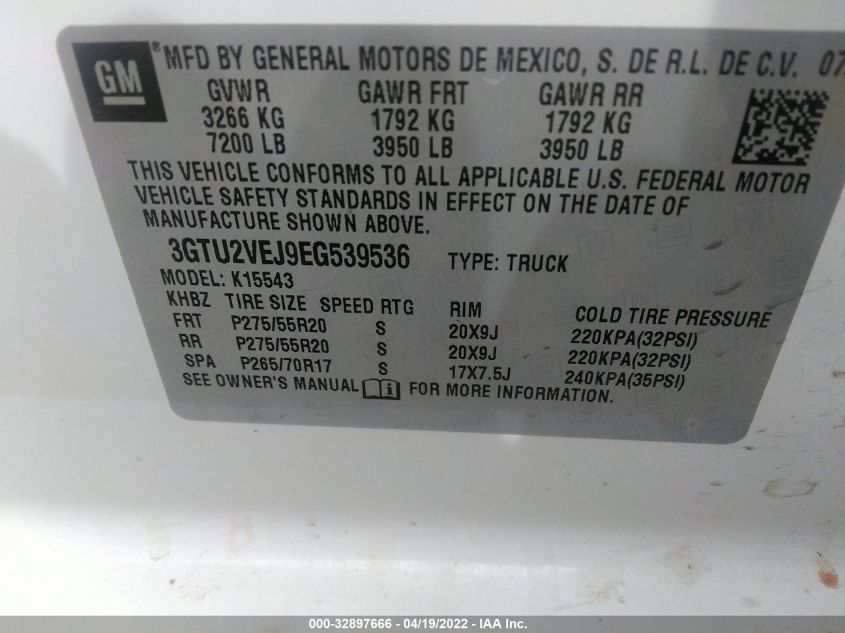 GM ® MFD BY GENERAL MOTORS DE MEXICO, S. DE R.L. DE C.V. 07
GVWR GAWR FRT GAWR RR
3266 KG 1792 KG 1792 KG
7200 LB 3950 LB 3950 LB
THIS VEHICLE CONFORMS TO ALL APPLICABLE U.S. FEDERAL MOTOR
VEHICLE SAFETY STANDARDS IN EFFECT ON THE DATE OF
MANUFACTURE SHOWN ABOVE.
3GTU2VEJ9EG539536 TYPE: TRUCK
MODEL: K15543
KHBZ TIRE SIZE SPEED RTG RIM COLD TIRE PRESSURE
FRT P275/55R20 S 20X9J 220KPA(32PSI)
RR P275/55R20 S 20X9J 220KPA(32PSI)
SPA P265/70R17 S 17X7.5J 240KPA(35PSI)
SEE OWNER'S MANUAL i FOR MORE INFORMATION.
000-32897666 - 04/19/2022 - IAA Inc.